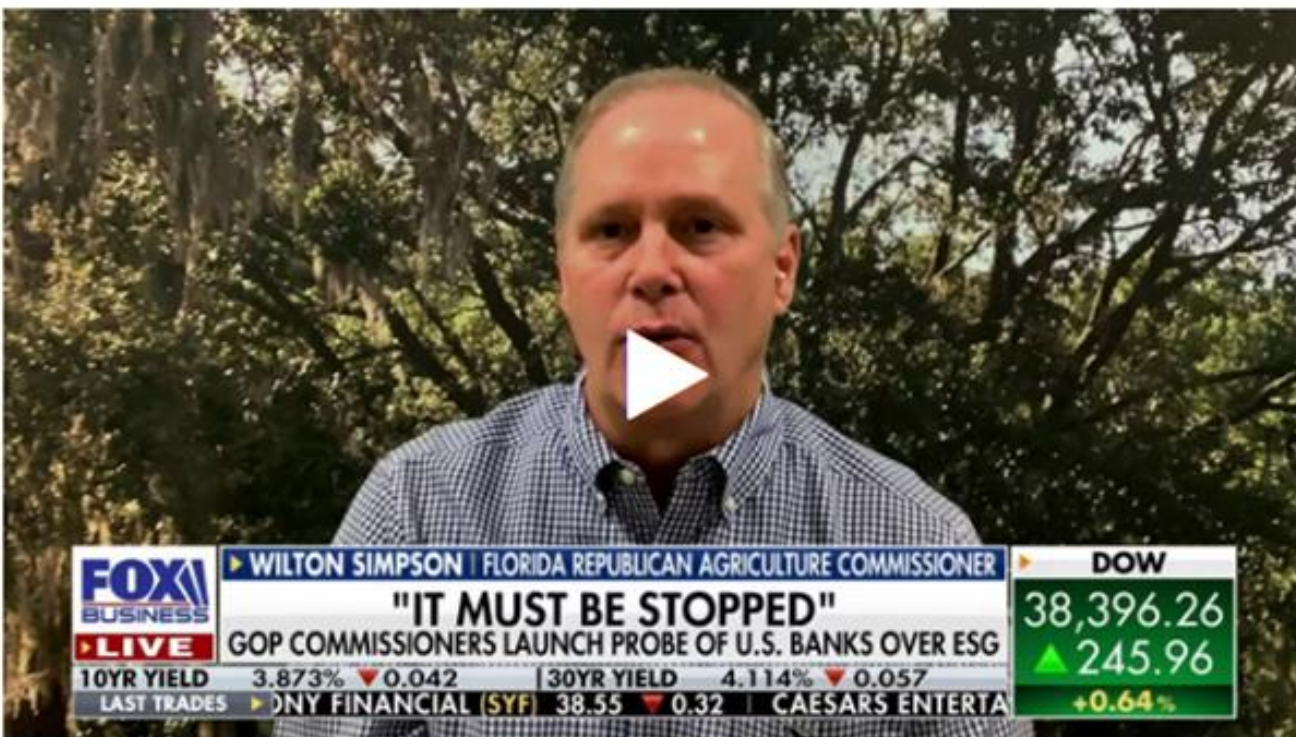 FOX
BUSINESS
LIVE
WILTON SIMPSON | FLORIDA REPUBLICAN AGRICULTURE COMMISSIONER
"IT MUST BE STOPPED"
GOP COMMISSIONERS LAUNCH PROBE OF U.S. BANKS OVER ESG
DOW
38,396.26
245.96
+0.64%
10YR YIELD 3.873% ▼0.042 | 30YR YIELD 4.114% ▼0.057
LAST TRADES ONY FINANCIAL (SYF) 38.55 ▼ 0.32 | CAESARS ENTERTA